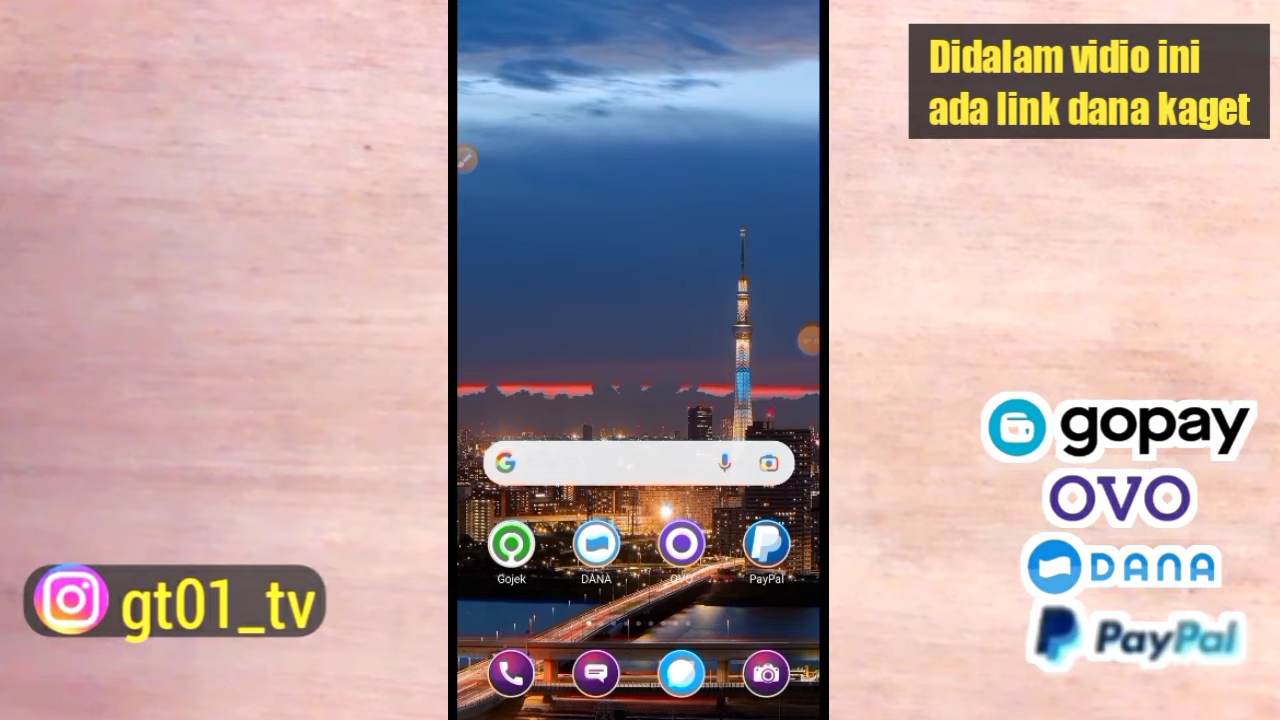 Didalam vidio ini
ada link dana kaget
gopay
OVO
DANA
PayPal
Gojek
DANA
OVO
PayPal
gt01_tv